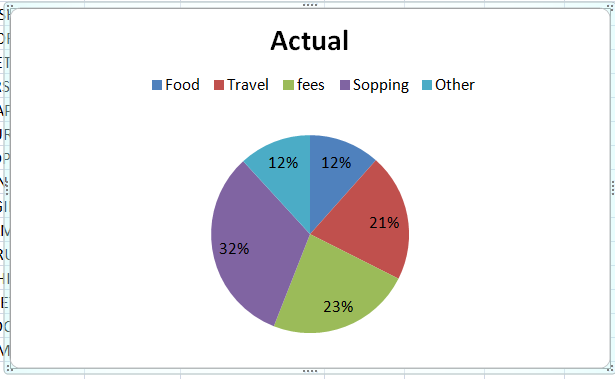 Actual
Food Travel fees Sopping Other
12% 12%
21%
32%
23%